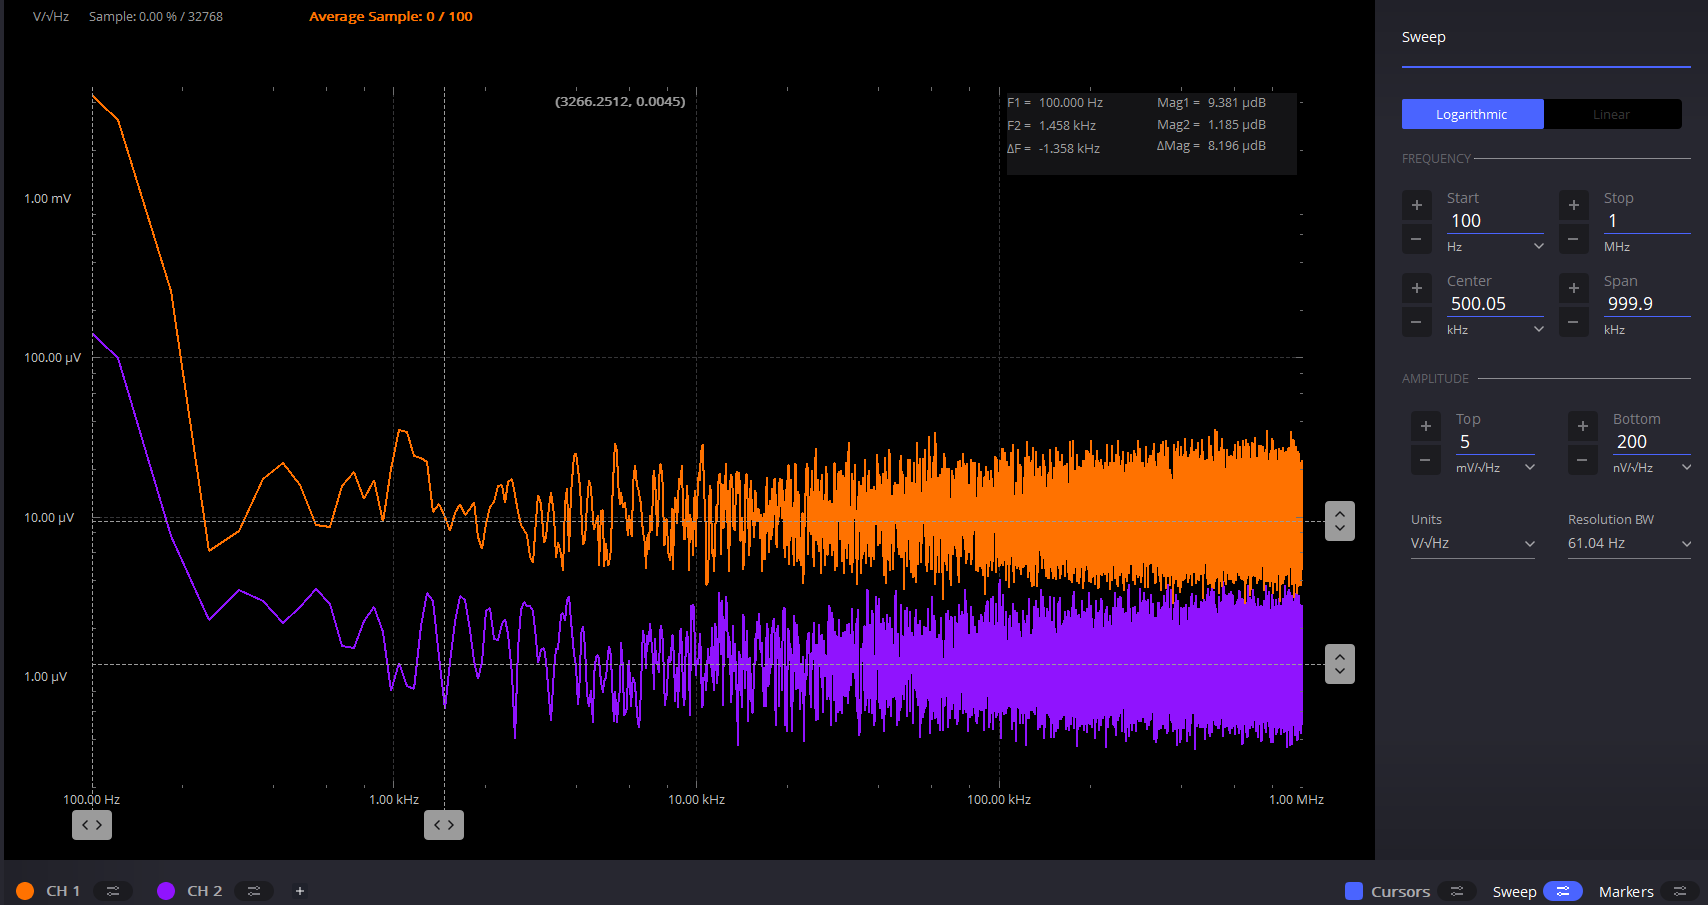 V/√Hz Sample: 0.00 % / 32768 Average Sample: 0 / 100
(3266.2512, 0.0045)
F1 = 100.000 Hz Mag1 = 9.381 µdB
F2 = 1.458 kHz Mag2 = 1.185 µdB
ΔF = -1.358 kHz ΔMag = 8.196 µdB
1.00 mV
100.00 µV
10.00 µV
1.00 µV
100.00 Hz 1.00 kHz 10.00 kHz 100.00 kHz 1.00 MHz
Sweep
Logarithmic Linear
FREQUENCY
Start Stop
+ 100 + 1
- Hz - MHz
Center Span
+ 500.05 + 999.9
- kHz - kHz
AMPLITUDE
Top Bottom
+ 5 + 200
- mV/√Hz - nV/√Hz
Units Resolution BW
V/√Hz 61.04 Hz
CH 1 CH 2 + Cursors Sweep Markers